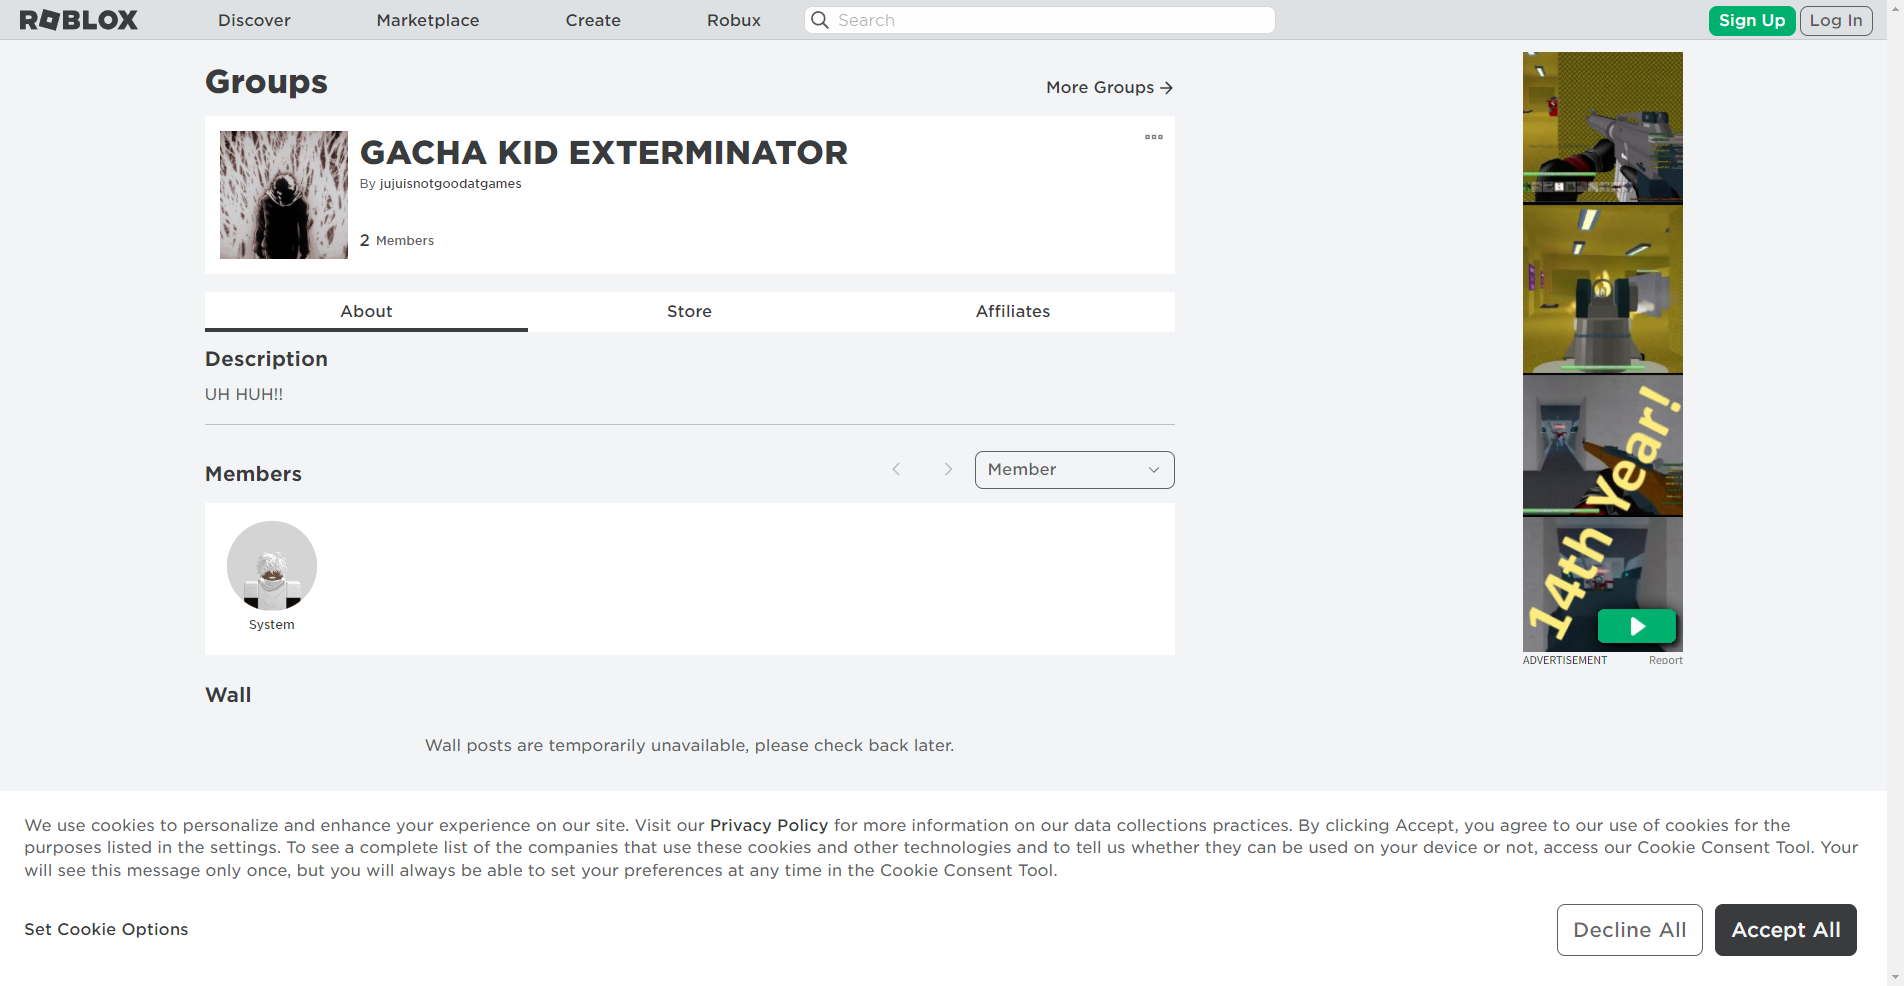 ROBLOX Discover Marketplace Create Robux Search Sign Up Log In
Groups
More Groups
GACHA KID EXTERMINATOR
By jujuisnotgoodatgames
2 Members
About Store Affiliates
Description
UH HUH!!
Members
Member
System
Wall
Wall posts are temporarily unavailable, please check back later.
14th Year!
ADVERTISEMENT Report
We use cookies to personalize and enhance your experience on our site. Visit our Privacy Policy for more information on our data collections practices. By clicking Accept, you agree to our use of cookies for the
purposes listed in the settings. To see a complete list of the companies that use these cookies and other technologies and to tell us whether they can be used on your device or not, access our Cookie Consent Tool. Your
will see this message only once, but you will always be able to set your preferences at any time in the Cookie Consent Tool.
Set Cookie Options
Decline All
Accept All